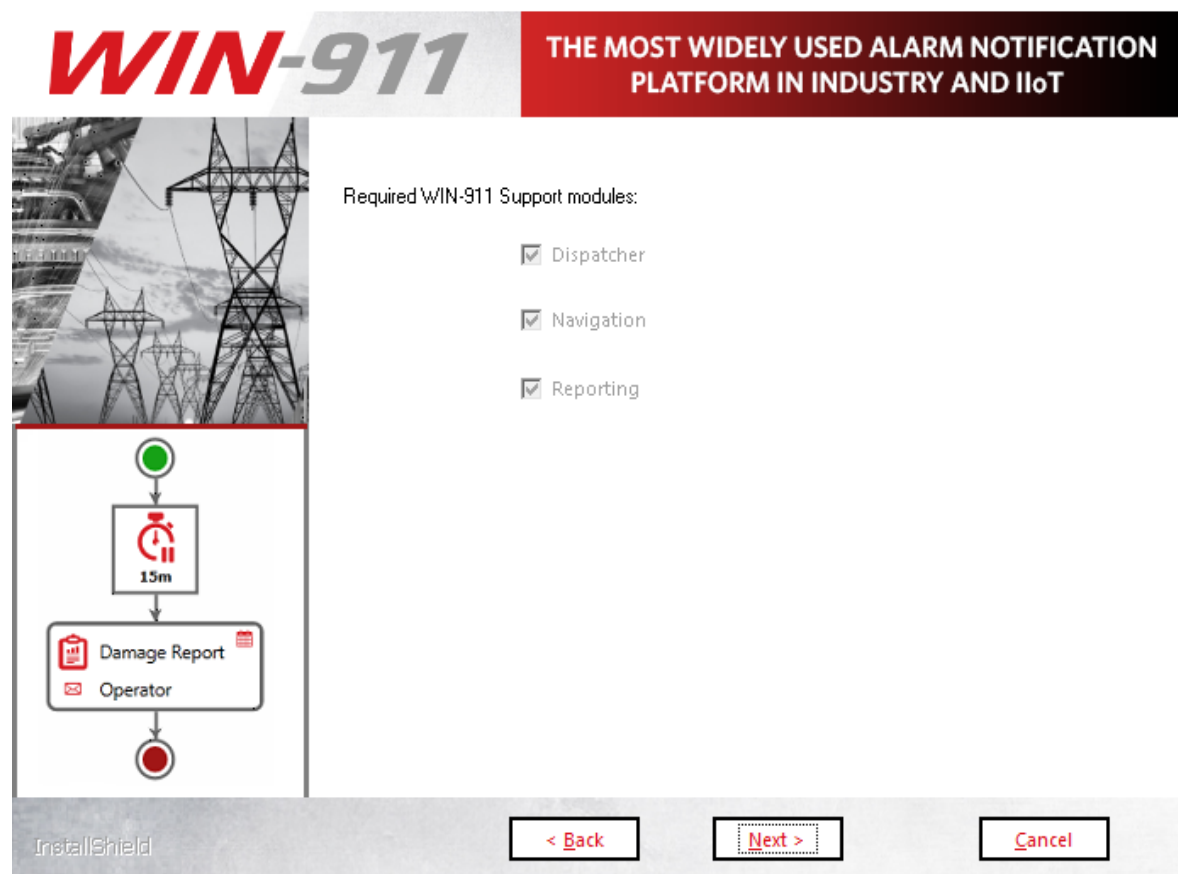 WIN-911
THE MOST WIDELY USED ALARM NOTIFICATION
PLATFORM IN INDUSTRY AND IIoT
Required WIN-911 Support modules:
Dispatcher
Navigation
Reporting
15m
Damage Report
Operator
InstallShield
< Back
Next >
Cancel